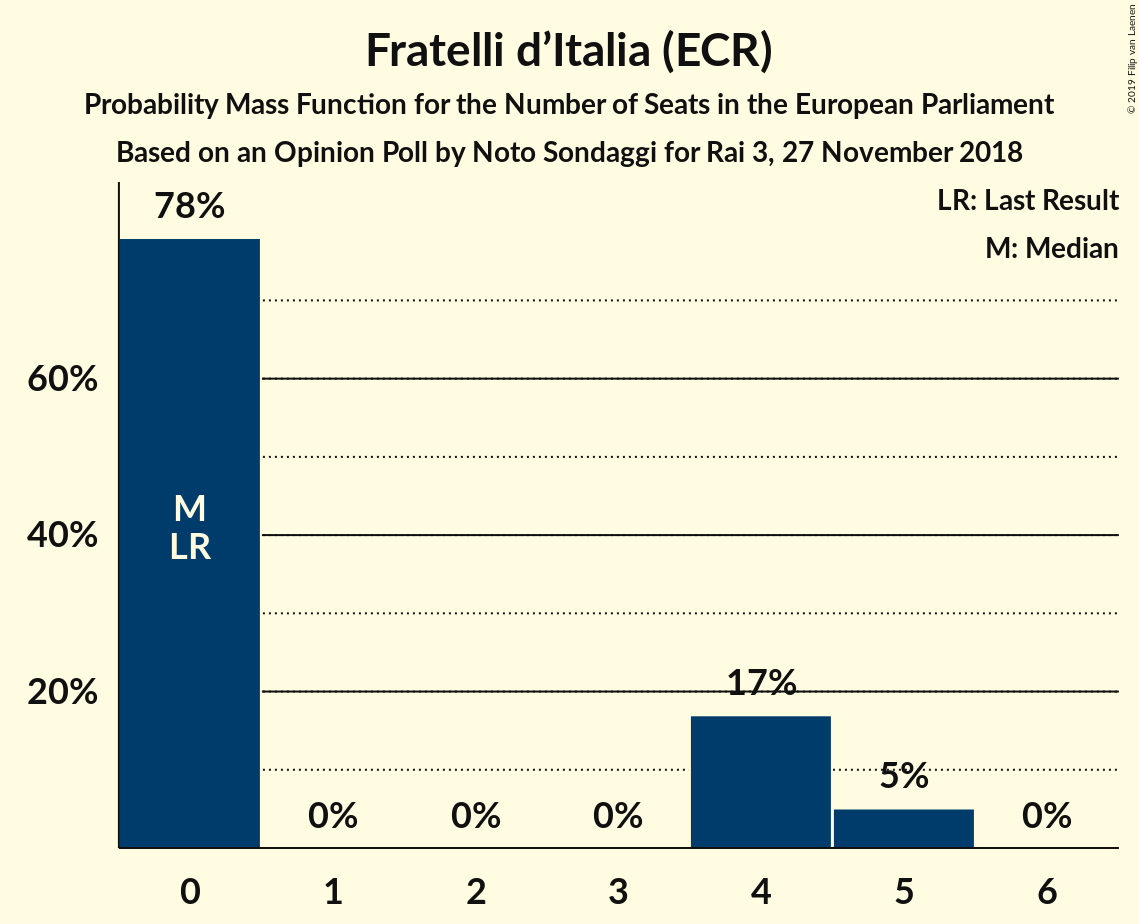 Fratelli d’Italia (ECR)
Probability Mass Function for the Number of Seats in the European Parliament
Based on an Opinion Poll by Noto Sondaggi for Rai 3, 27 November 2018
© 2019 Filip van Laenen
LR: Last Result
M: Median
78%
60%
40%
20%
M
LR
0%
0%
0%
17%
5%
0%
0 1 2 3 4 5 6